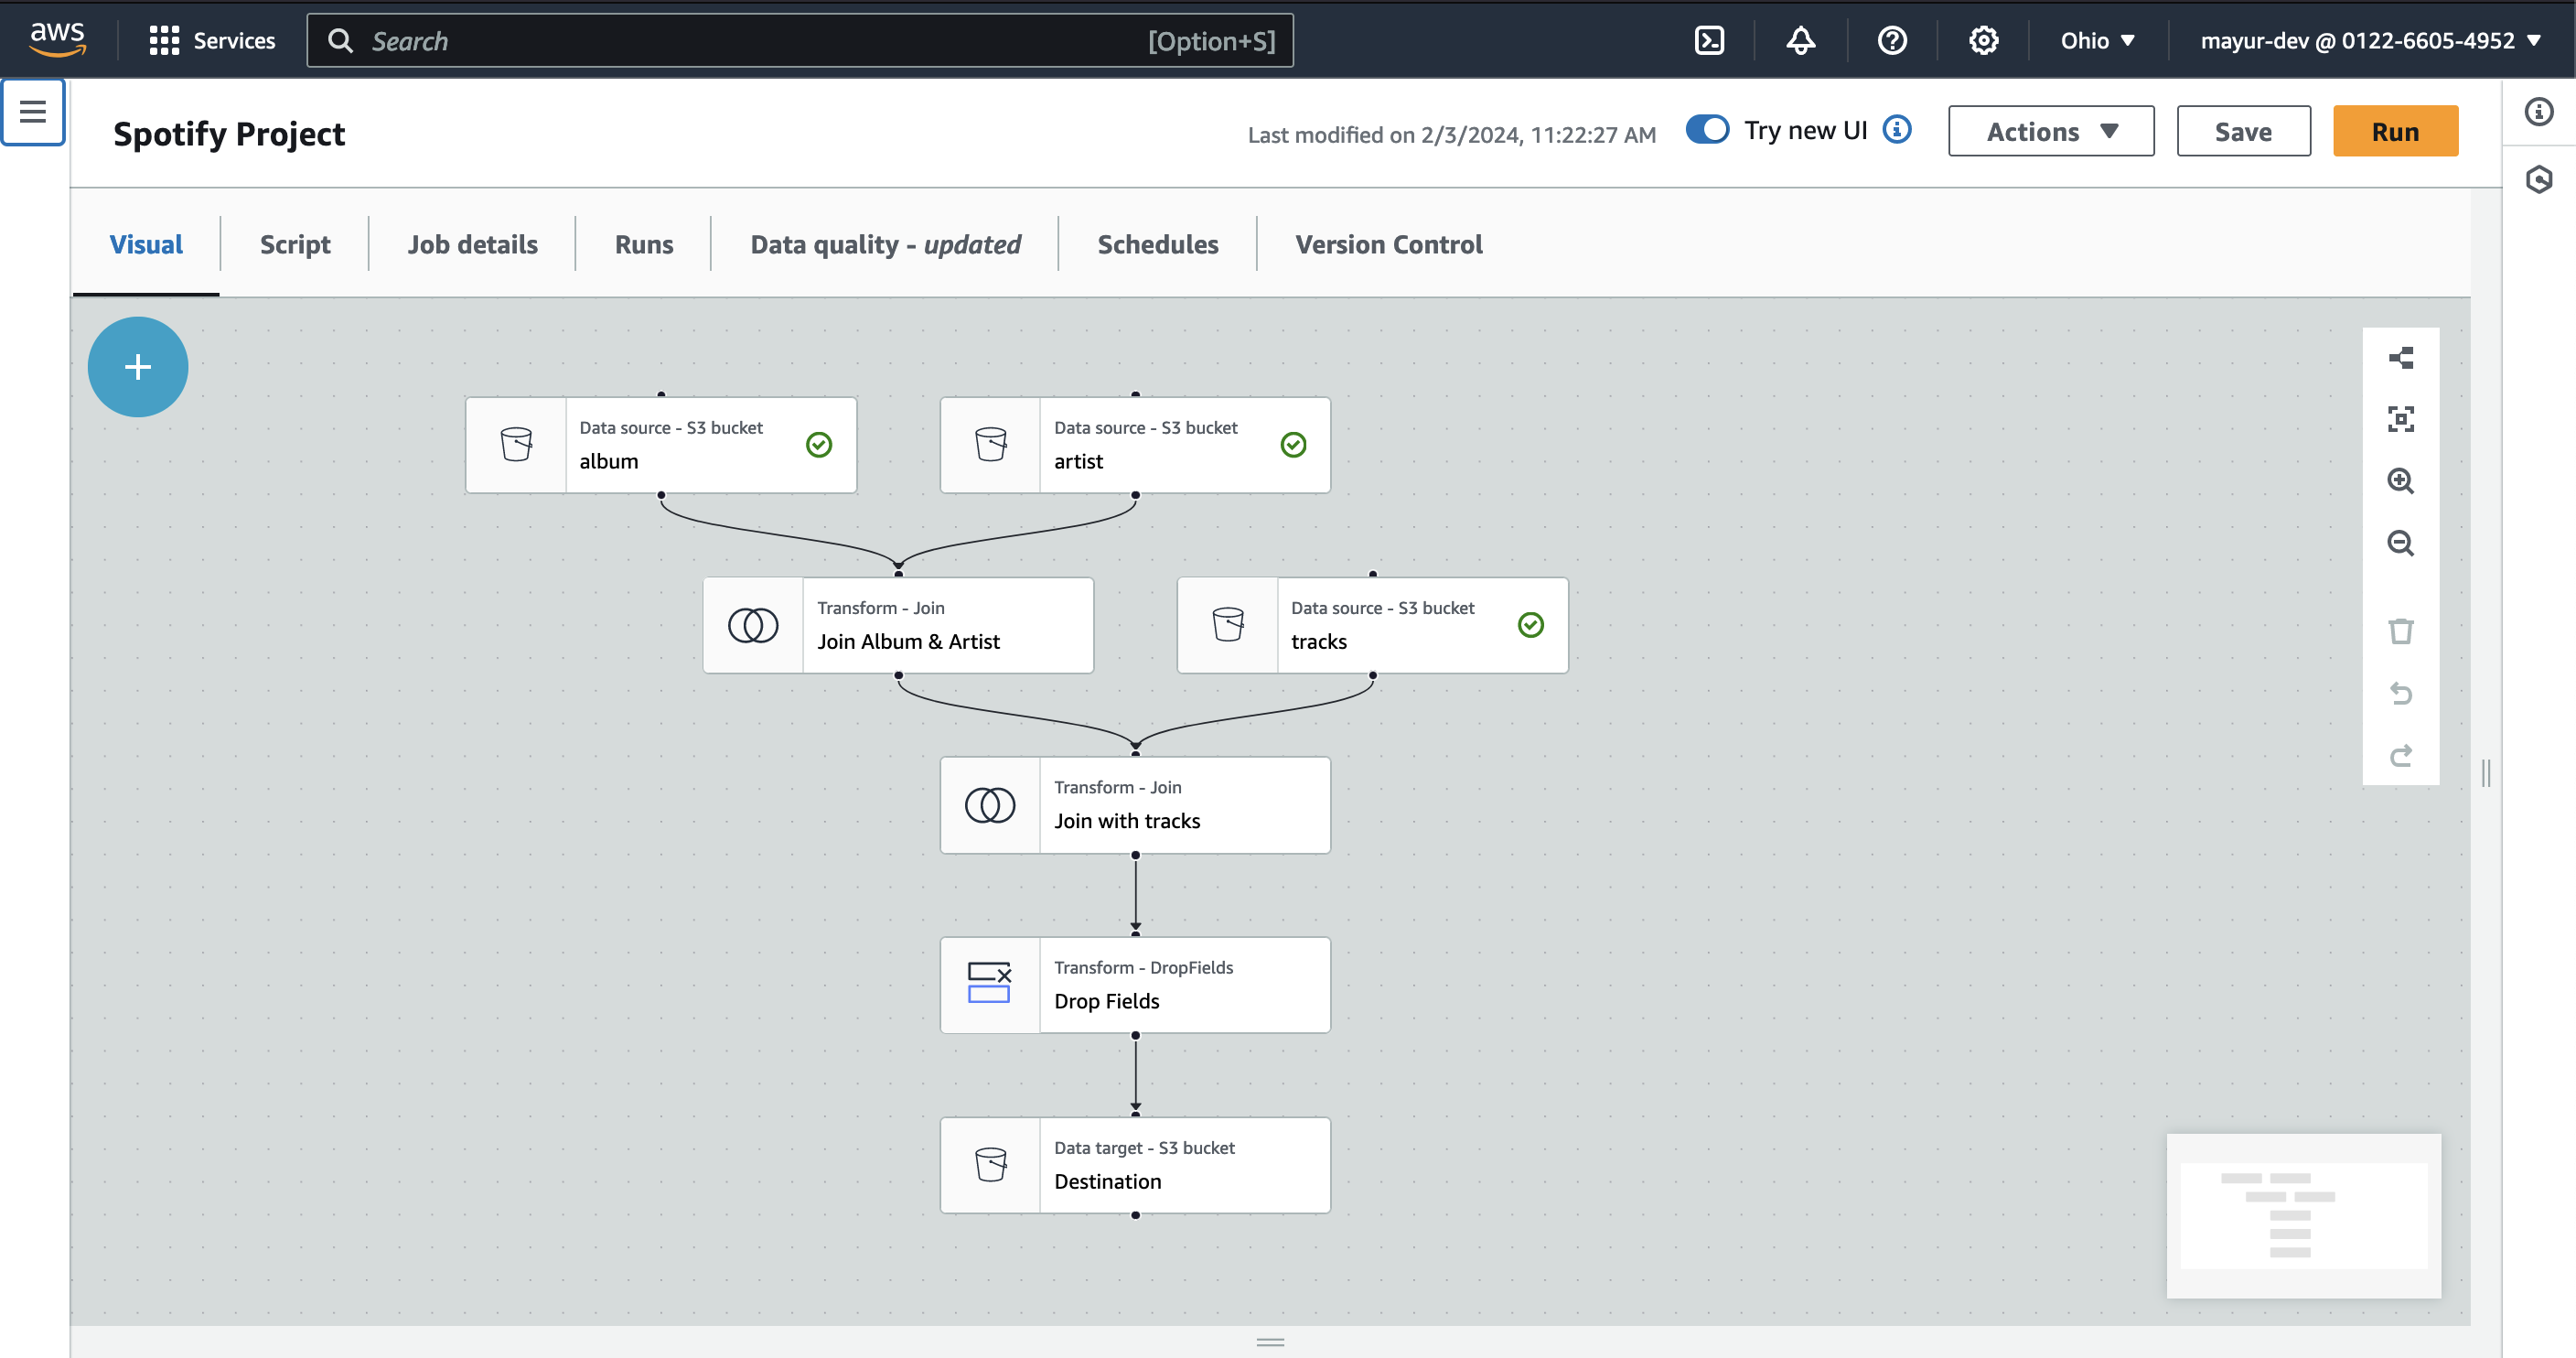 aws
Services
Search
[Option+S]
Ohio
mayur-dev @ 0122-6605-4952
Spotify Project
Last modified on 2/3/2024, 11:22:27 AM
Try new UI
Actions
Save
Run
Visual
Script
Job details
Runs
Data quality - updated
Schedules
Version Control
Data source - S3 bucket
album
Data source - S3 bucket
artist
Transform - Join
Join Album & Artist
Data source - S3 bucket
tracks
Transform - Join
Join with tracks
Transform - DropFields
Drop Fields
Data target - S3 bucket
Destination